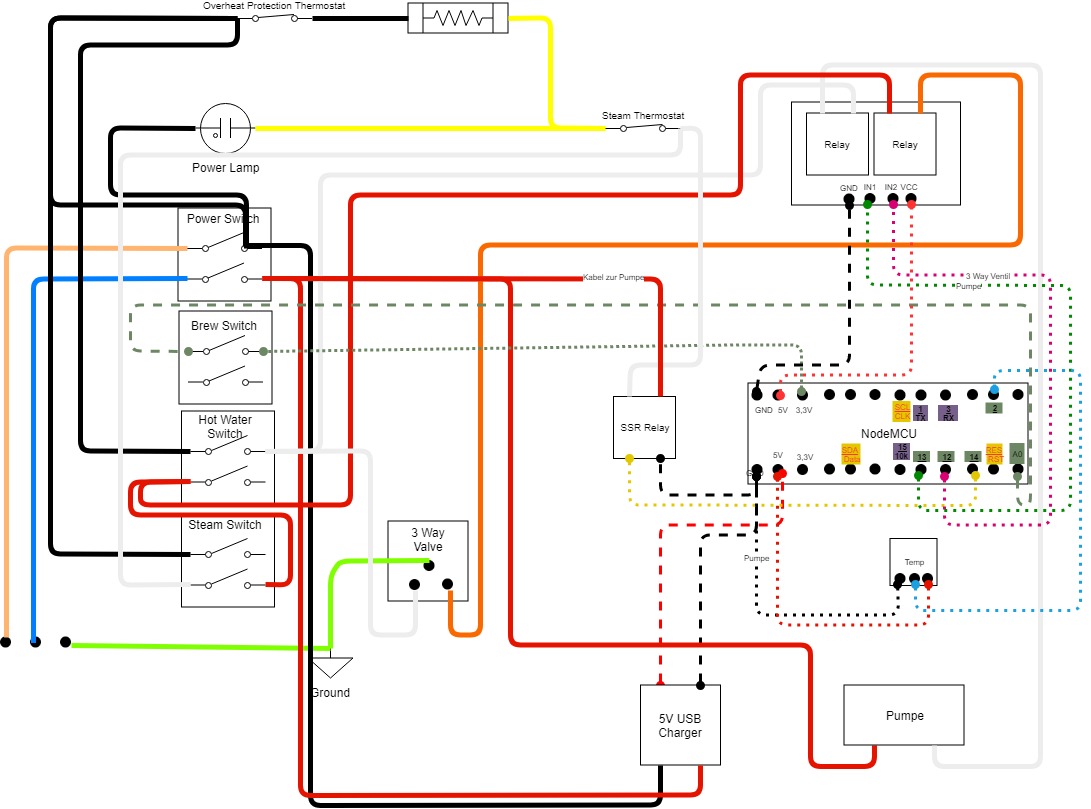 Overheat Protection Thermostat
Steam Thermostat
Power Lamp
Relay
Relay
GND IN1 IN2 VCC
Power Switch
3 Way Ventil
Kabel zur Pumpe
Pumpe
Brew Switch
SSR Relay
GND 5V 3,3V
SCL
CLK
1
TX
3
RX
2
NodeMCU
Hot Water
Switch
5V 3,3V
SDA
Data
15
10k
13
12
14
RES
RST
A0
Steam Switch
3 Way
Valve
Pumpe
Temp
Ground
5V USB
Charger
Pumpe